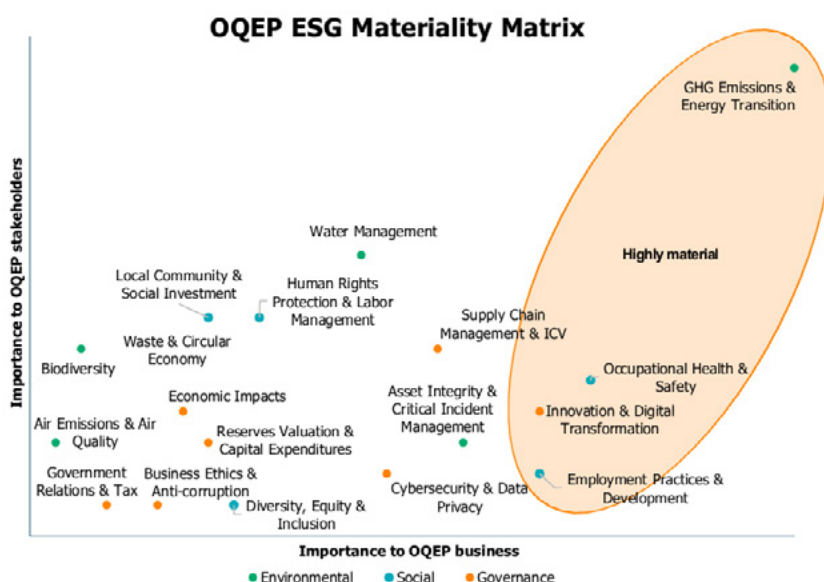 OQEP ESG Materiality Matrix
Importance to OQEP stakeholders
GHG Emissions &
Energy Transition
Water Management
Highly material
Local Community &
Social Investment
Human Rights
Protection & Labor
Management
Supply Chain
Management & ICV
Waste & Circular
Economy
Biodiversity
Occupational Health &
Safety
Economic Impacts
Asset Integrity &
Critical Incident
Management
Innovation & Digital
Transformation
Air Emissions & Air
Quality
Reserves Valuation &
Capital Expenditures
Government
Relations & Tax
Business Ethics &
Anti-corruption
Diversity, Equity &
Inclusion
Cybersecurity & Data
Privacy
Employment Practices &
Development
Importance to OQEP business
Environmental
Social
Governance